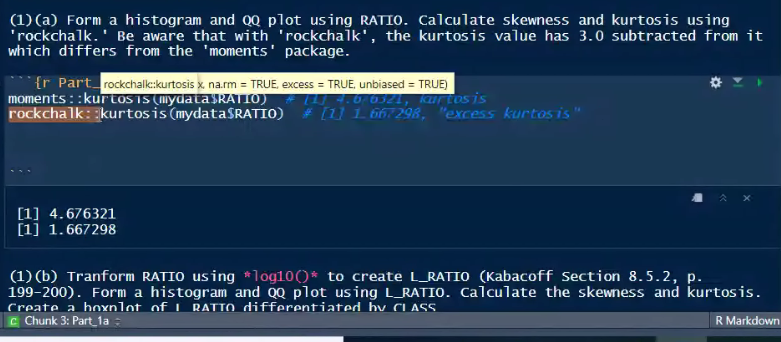 (1)(a) Form a histogram and QQ plot using RATIO. Calculate skewness and kurtosis using
'rockchalk.' Be aware that with 'rockchalk', the kurtosis value has 3.0 subtracted from it
which differs from the 'moments' package.
```{r Part_
rockchalk::kurtosis x, na.rm = TRUE, excess = TRUE, unbiased = TRUE)
moments::kurtosis(mydata$RATIO) # [1] 4.676321, kurtosis
rockchalk::kurtosis(mydata$RATIO) # [1] 1.667298, "excess kurtosis"
```
[1] 4.676321
[1] 1.667298
(1)(b) Tranform RATIO using *log10()* to create L_RATIO (Kabacoff Section 8.5.2, p.
199-200). Form a histogram and QQ plot using L_RATIO. Calculate the skewness and kurtosis.
Create a boxplot of L_RATIO differentiated by CLASS
C Chunk 3: Part_1a
R Markdown